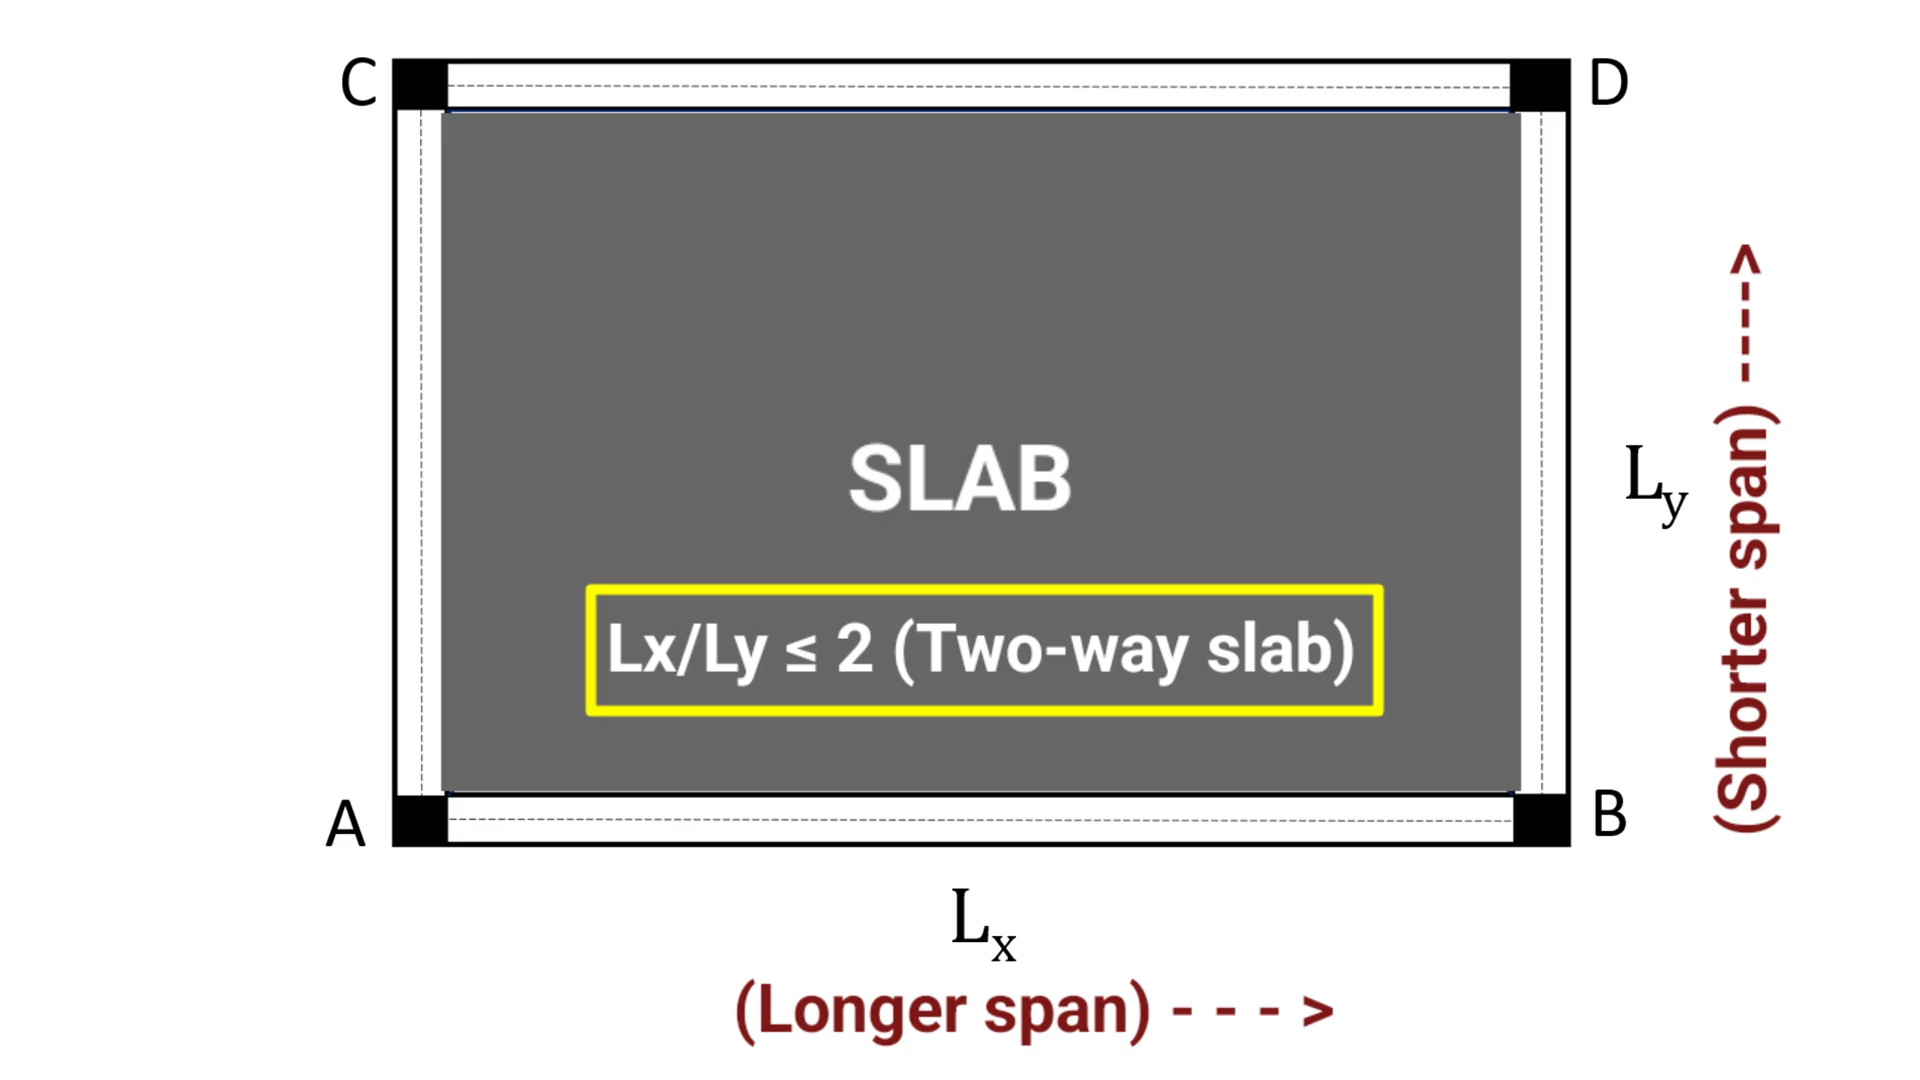 C
D
SLAB
Lx/Ly ≤ 2 (Two-way slab)
Ly
(Shorter span) ----->
A
B
Lx
(Longer span) - - - >